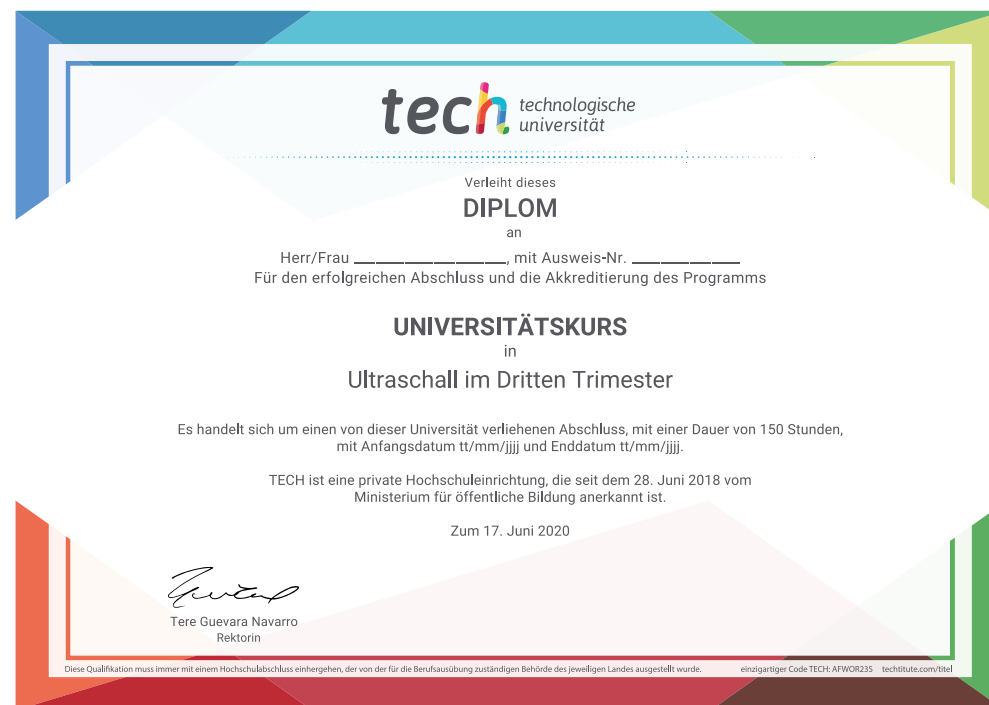 tech technologische
universität
Verleiht dieses
DIPLOM
an
Herr/Frau _______________, mit Ausweis-Nr. ___________
Für den erfolgreichen Abschluss und die Akkreditierung des Programms
UNIVERSITÄTSKURS
in
Ultraschall im Dritten Trimester
Es handelt sich um einen von dieser Universität verliehenen Abschluss, mit einer Dauer von 150 Stunden,
mit Anfangsdatum tt/mm/jjjj und Enddatum tt/mm/jjjj.
TECH ist eine private Hochschuleinrichtung, die seit dem 28. Juni 2018 vom
Ministerium für öffentliche Bildung anerkannt ist.
Zum 17. Juni 2020
Tere Guevara Navarro
Rektorin
Diese Qualifikation muss immer mit einem Hochschulabschluss einhergehen, der von der für die Berufsausübung zuständigen Behörde des jeweiligen Landes ausgestellt wurde. einzigartiger Code TECH: AFWOR23S techtitute.com/titel